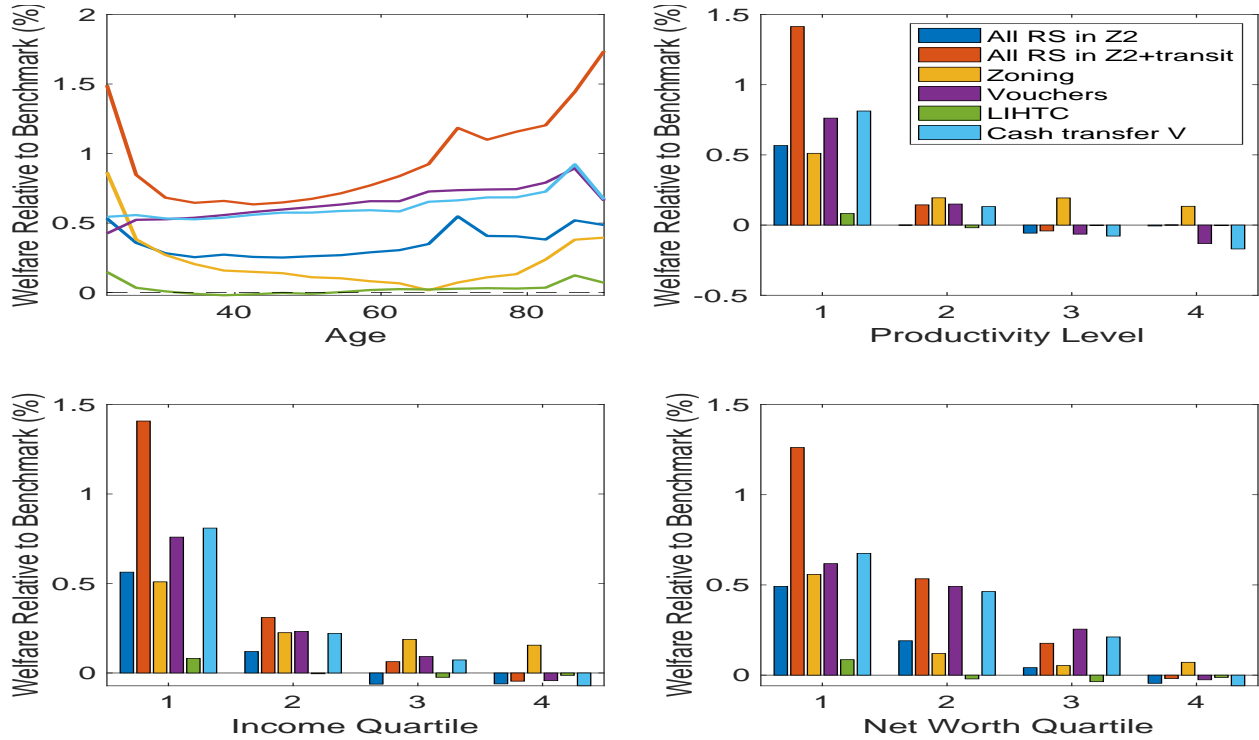 Welfare Relative to Benchmark (%)
2
1.5
1
0.5
0
40
60
80
Age
Welfare Relative to Benchmark (%)
1.5
1
0.5
0
-0.5
1
2
3
4
Productivity Level
All RS in Z2
All RS in Z2+transit
Zoning
Vouchers
LIHTC
Cash transfer V
Welfare Relative to Benchmark (%)
1.5
1
0.5
0
1
2
3
4
Income Quartile
Welfare Relative to Benchmark (%)
1.5
1
0.5
0
1
2
3
4
Net Worth Quartile